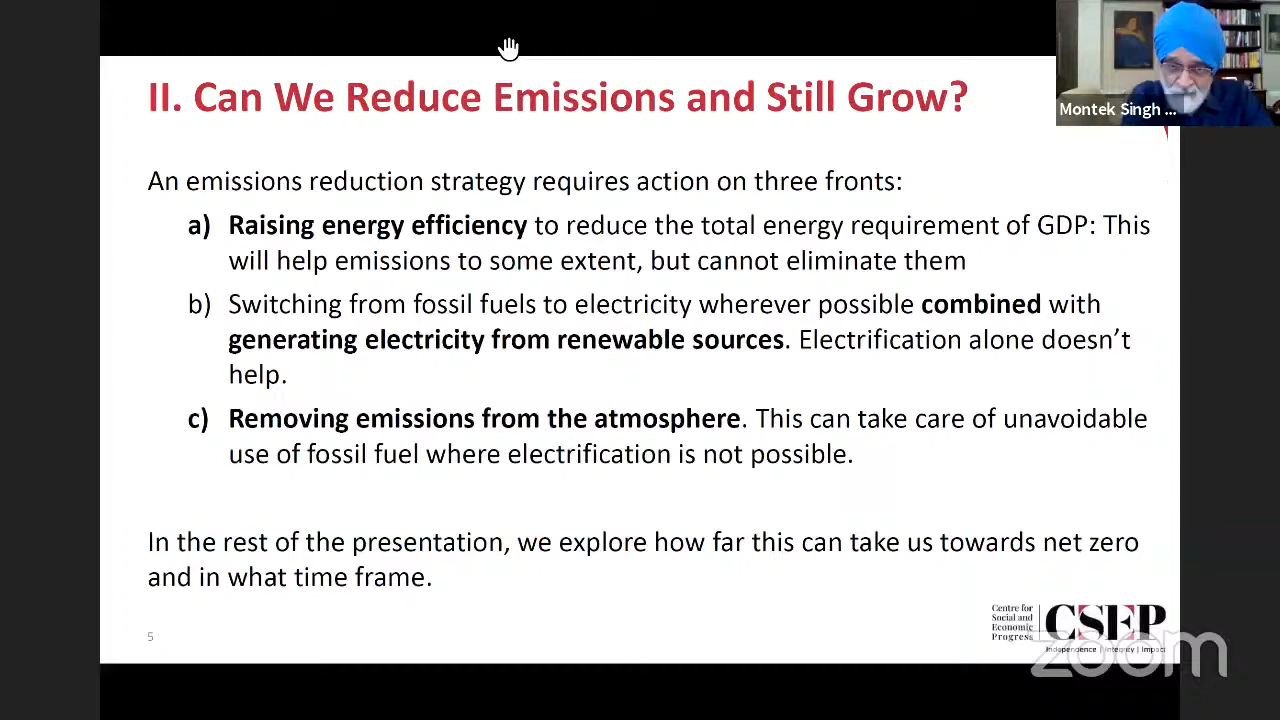 II. Can We Reduce Emissions and Still Grow?
Montek Singh ...
An emissions reduction strategy requires action on three fronts:
a) Raising energy efficiency to reduce the total energy requirement of GDP: This
will help emissions to some extent, but cannot eliminate them
b) Switching from fossil fuels to electricity wherever possible combined with
generating electricity from renewable sources. Electrification alone doesn’t
help.
c) Removing emissions from the atmosphere. This can take care of unavoidable
use of fossil fuel where electrification is not possible.
In the rest of the presentation, we explore how far this can take us towards net zero
and in what time frame.
5
Centre for
Social and
Economic
Progress
CSEP
Independence | Integrity | Impact
zoom